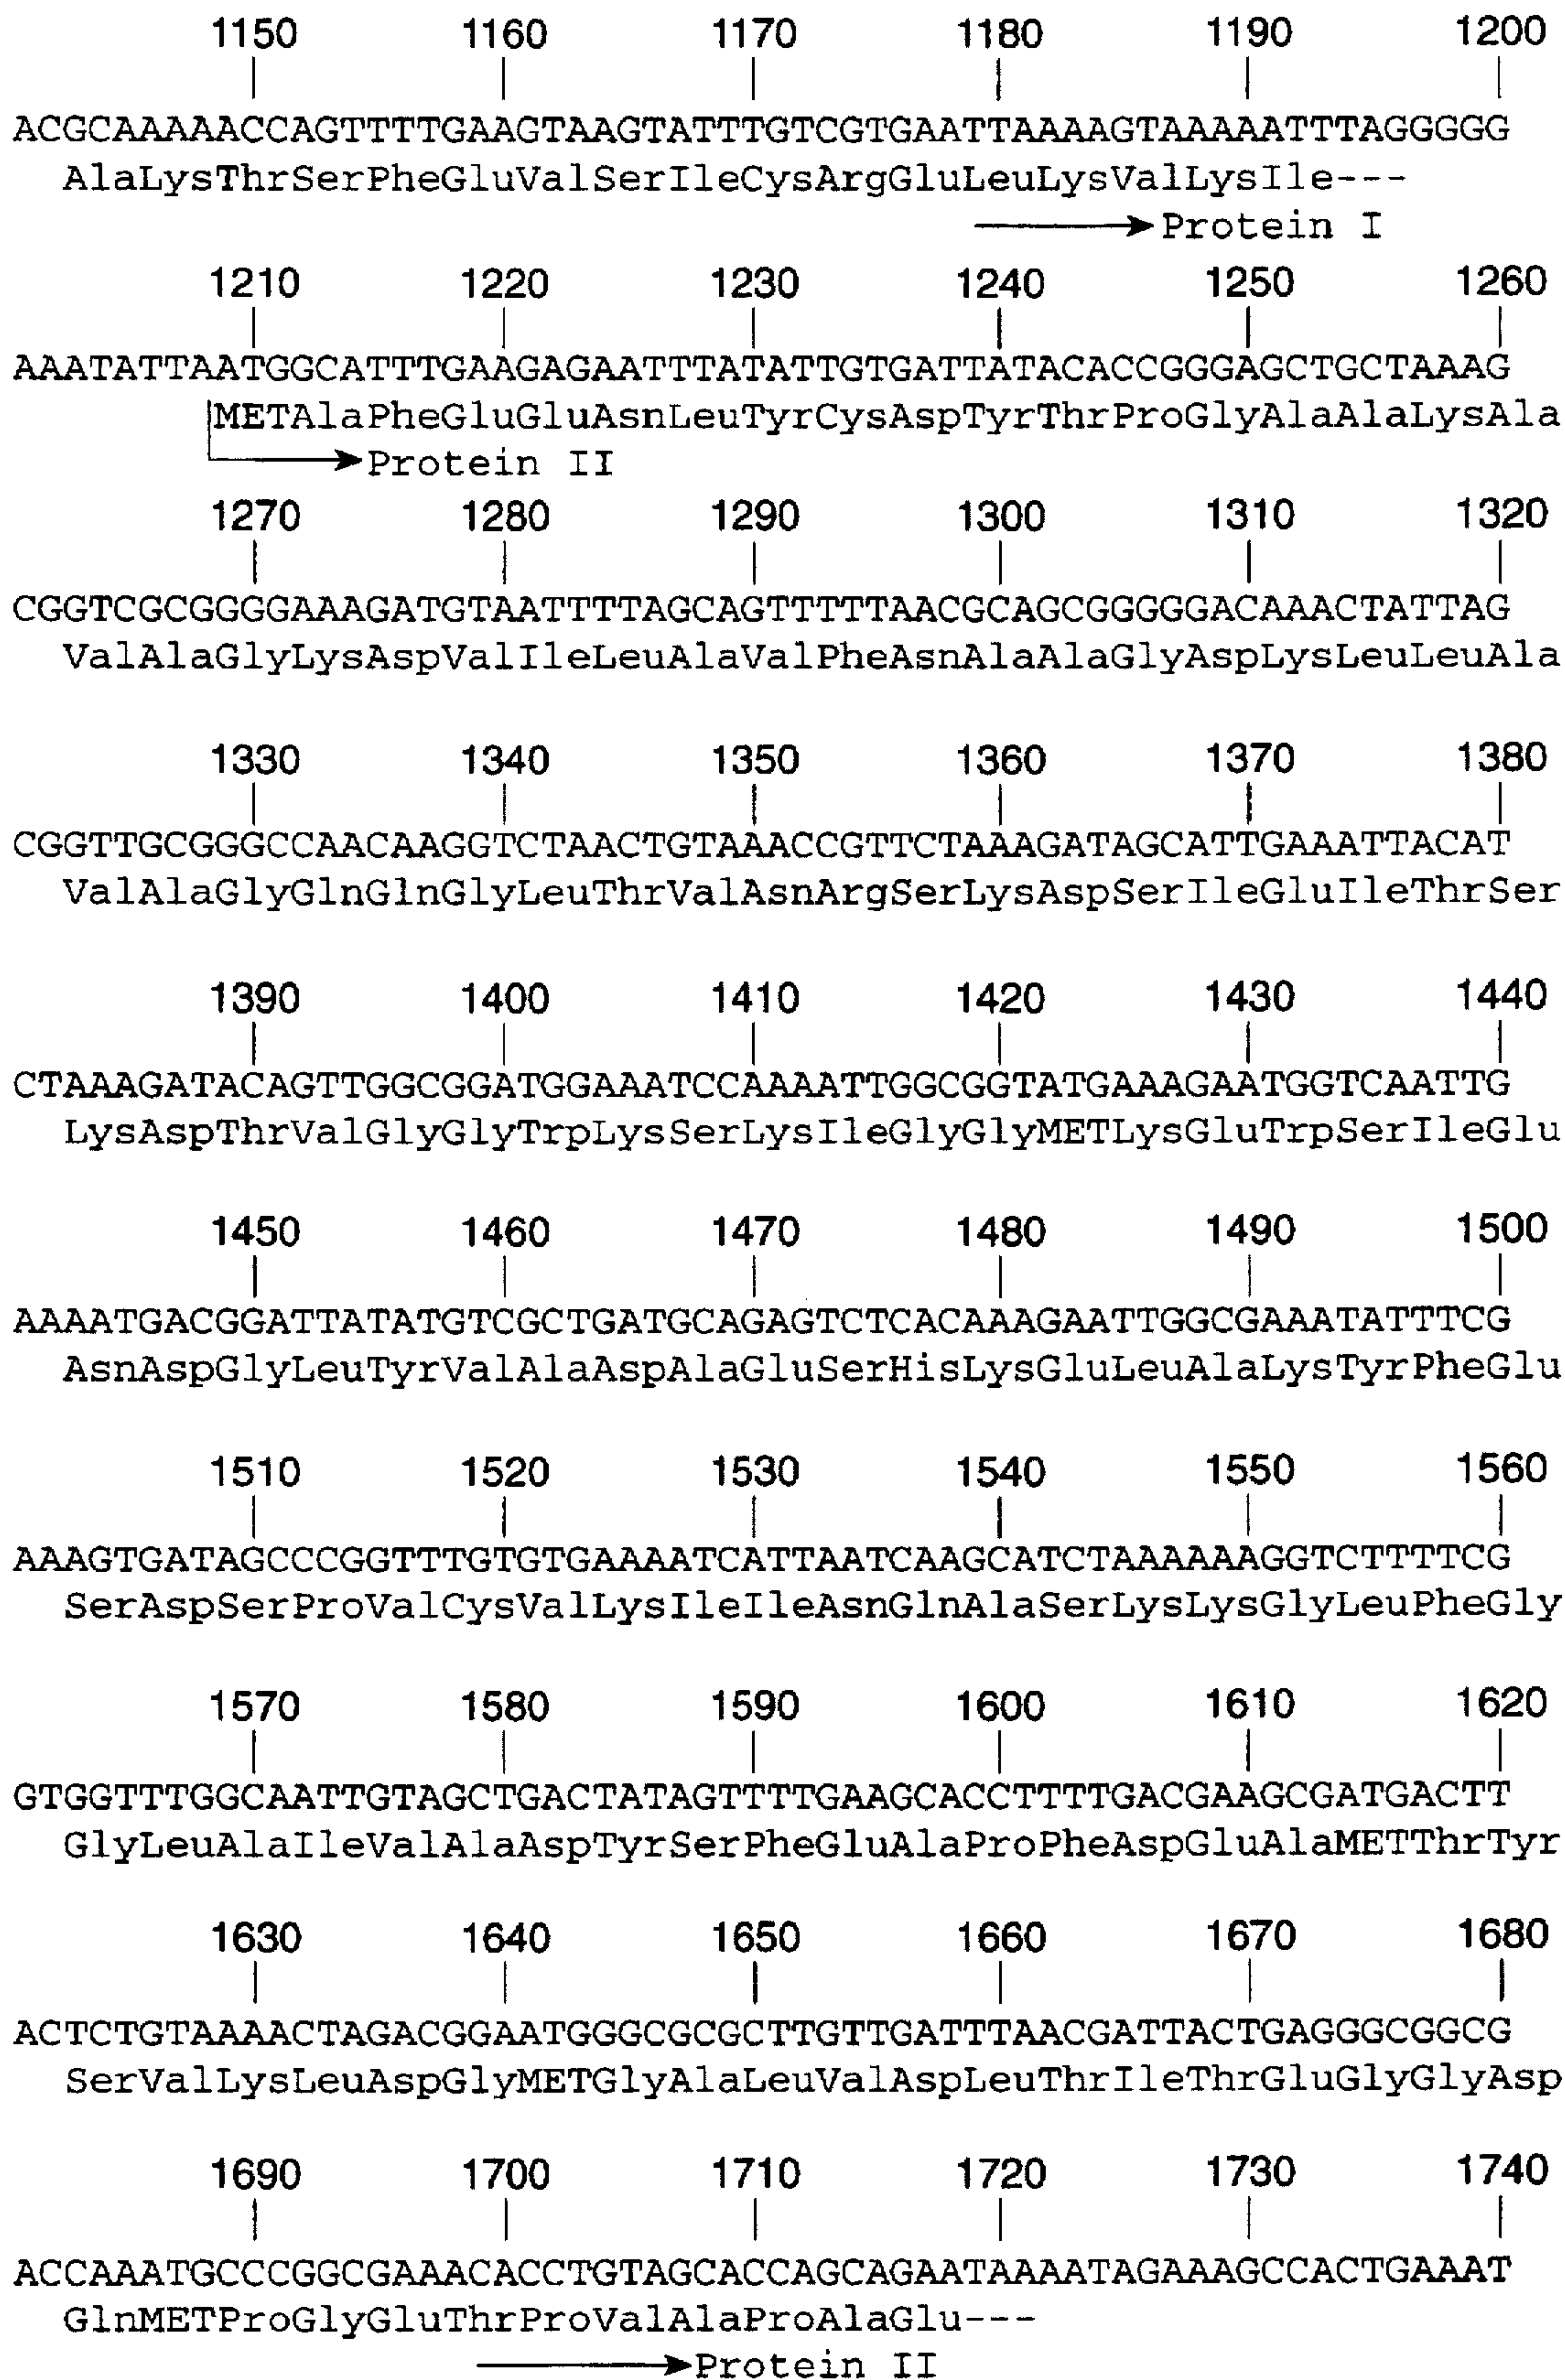 1150 1160 1170 1180 1190 1200
ACGCAAAAACCAGTTTTGAAGTAAGTATTTGTCGTGAATTAAAAGTAAAAATTTAGGGGG
AlaLysThrSerPheGluValSerIleCysArgGluLeuLysValLysIle---
Protein I
1210 1220 1230 1240 1250 1260
AAATATTAATGGCATTTGAAGAGAATTTATATTGTGATTATACACCGGGAGCTGCTAAAG
METAlaPheGluGluAsnLeuTyrCysAspTyrThrProGlyAlaAlaLysAla
Protein II
1270 1280 1290 1300 1310 1320
CGGTCGCGGGGAAAGATGTAATTTTAGCAGTTTTTAACGCAGCGGGGGACAAACTATTAG
ValAlaGlyLysAspValIleLeuAlaValPheAsnAlaAlaGlyAspLysLeuLeuAla
1330 1340 1350 1360 1370 1380
CGGTTGCGGGCCAACAAGGTCTAACTGTAAACCGTTCTAAAGATAGCATTGAAATTACAT
ValAlaGlyGlnGlnGlyLeuThrValAsnArgSerLysAspSerIleGluIleThrSer
1390 1400 1410 1420 1430 1440
CTAAAGATACAGTTGGCGGATGGAAATCCAAAATTGGCGGTATGAAAGAATGGTCAATTG
LysAspThrValGlyGlyTrpLysSerLysIleGlyGlyMETLysGluTrpSerIleGlu
1450 1460 1470 1480 1490 1500
AAAATGACGGATTATATGTCGCTGATGCAGAGTCTCACAAAGAATTGGCGAAATATTTCG
AsnAspGlyLeuTyrValAlaAspAlaGluSerHisLysGluLeuAlaLysTyrPheGlu
1510 1520 1530 1540 1550 1560
AAAGTGATAGCCCGGTTTGTGTGAAAATCATTAATCAAGCATCTAAAAAAGGTCTTTTCG
SerAspSerProValCysValLysIleIleAsnGlnAlaSerLysLysGlyLeuPheGly
1570 1580 1590 1600 1610 1620
GTGGTTTGGCAATTGTAGCTGACTATAGTTTTGAAGCACCTTTTGACGAAGCGATGACTT
GlyLeuAlaIleValAlaAspTyrSerPheGluAlaProPheAspGluAlaMETThrTyr
1630 1640 1650 1660 1670 1680
ACTCTGTAAAACTAGACGGAATGGGCGCGCTTGTTGATTTAACGATTACTGAGGGCGGCG
SerValLysLeuAspGlyMETGlyAlaLeuValAspLeuThrIleThrGluGlyGlyAsp
1690 1700 1710 1720 1730 1740
ACCAAATGCCCGGCGAAACACCTGTAGCACCAGCAGAATAAAATAGAAAGCCACTGAAAT
GlnMETProGlyGluThrProValAlaProAlaGlu---
Protein II